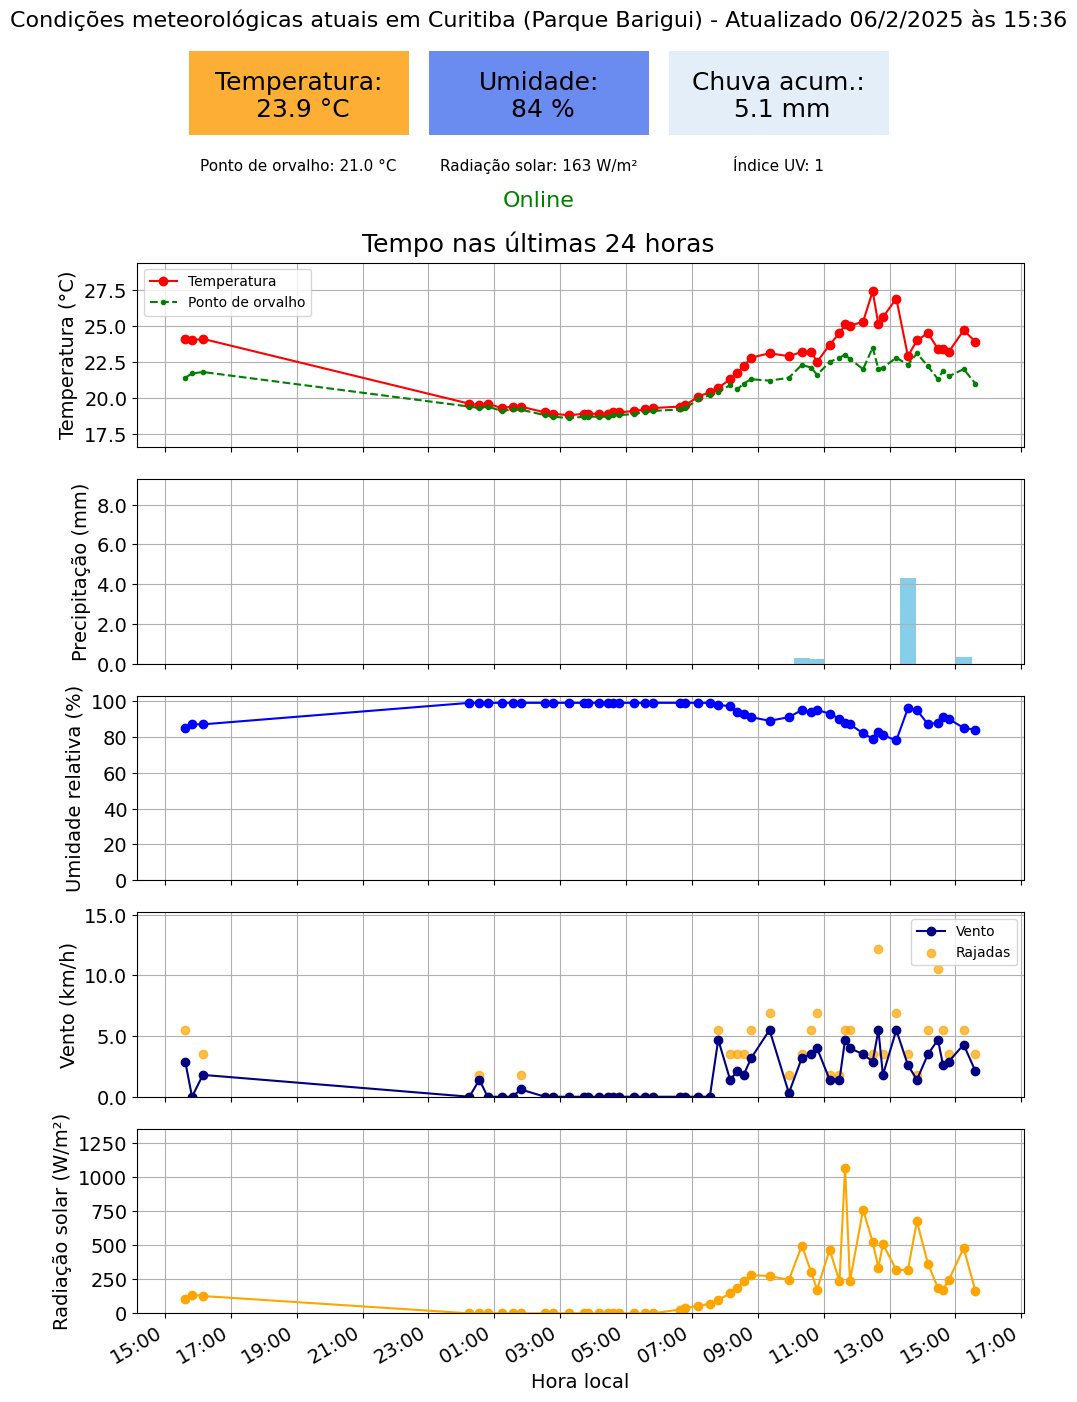 Condições meteorológicas atuais em Curitiba (Parque Barigui) - Atualizado 06/2/2025 às 15:36
Temperatura:
23.9 °C
Umidade:
84 %
Chuva acum.:
5.1 mm
Ponto de orvalho: 21.0 °C
Radiação solar: 163 W/m²
Índice UV: 1
Online
Tempo nas últimas 24 horas
Temperatura (°C)
27.5
25.0
22.5
20.0
17.5
Temperatura
Ponto de orvalho
Precipitação (mm)
8.0
6.0
4.0
2.0
0.0
Umidade relativa (%)
100
80
60
40
20
0
Vento (km/h)
15.0
10.0
5.0
0.0
Vento
Rajadas
Radiação solar (W/m²)
1250
1000
750
500
250
0
15:00
17:00
19:00
21:00
23:00
01:00
03:00
05:00
07:00
09:00
11:00
13:00
15:00
17:00
Hora local